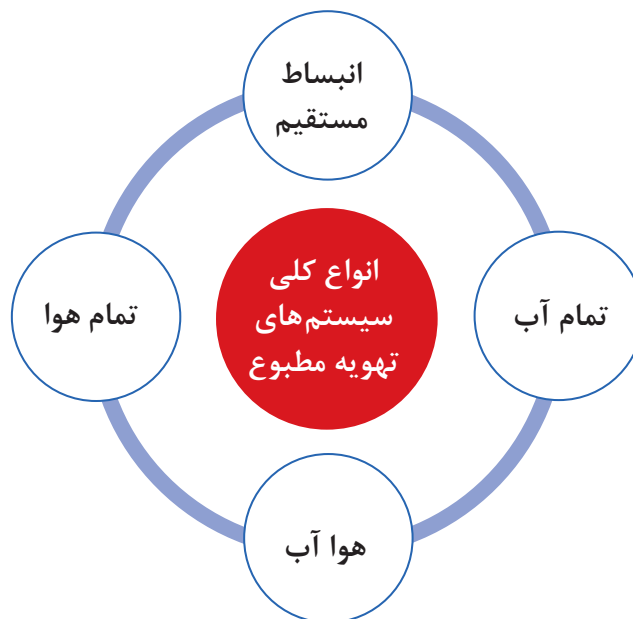 انبساط
مستقیم
انواع کلی
سیستم‌های
تهویه مطبوع
تمام آب
تمام هوا
هوا آب